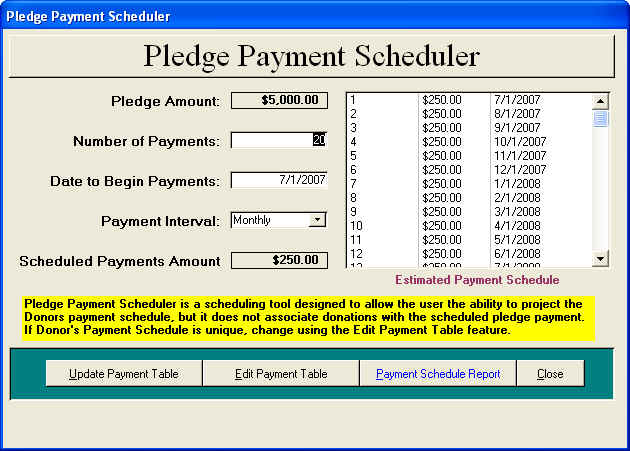 Pledge Payment Scheduler
Pledge Payment Scheduler
Pledge Amount: $5,000.00
Number of Payments: 20
Date to Begin Payments: 7/1/2007
Payment Interval: Monthly
Scheduled Payments Amount $250.00
1 $250.00 7/1/2007
2 $250.00 8/1/2007
3 $250.00 9/1/2007
4 $250.00 10/1/2007
5 $250.00 11/1/2007
6 $250.00 12/1/2007
7 $250.00 1/1/2008
8 $250.00 2/1/2008
9 $250.00 3/1/2008
10 $250.00 4/1/2008
11 $250.00 5/1/2008
12 $250.00 6/1/2008
13 $250.00 7/1/2008
Estimated Payment Schedule
Pledge Payment Scheduler is a scheduling tool designed to allow the user the ability to project the
Donors payment schedule, but it does not associate donations with the scheduled pledge payment.
If Donor's Payment Schedule is unique, change using the Edit Payment Table feature.
Update Payment Table
Edit Payment Table
Payment Schedule Report
Close